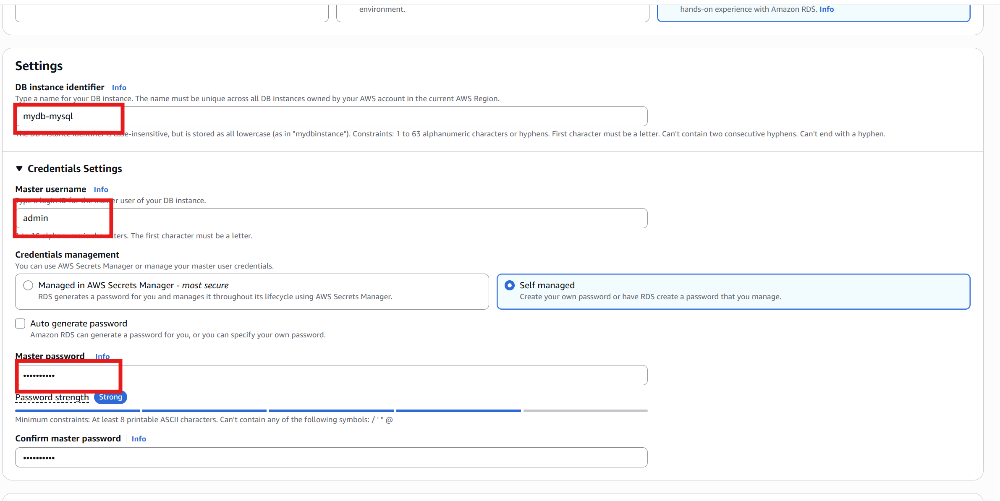 environment.
hands-on experience with Amazon RDS. Info
Settings
DB instance identifier Info
Type a name for your DB instance. The name must be unique across all DB instances owned by your AWS account in the current AWS Region.
mydb-mysql
The DB instance identifier is case-insensitive, but is stored as all lowercase (as in "mydbinstance"). Constraints: 1 to 63 alphanumeric characters or hyphens. First character must be a letter. Can't contain two consecutive hyphens. Can't end with a hyphen.
Credentials Settings
Master username Info
Type a login ID for the master user of your DB instance.
admin
1 to 16 alphanumeric characters. The first character must be a letter.
Credentials management
You can use AWS Secrets Manager or manage your master user credentials.
Managed in AWS Secrets Manager - most secure
RDS generates a password for you and manages it throughout its lifecycle using AWS Secrets Manager.
Self managed
Create your own password or have RDS create a password that you manage.
Auto generate password
Amazon RDS can generate a password for you, or you can specify your own password.
Master password Info
••••••••••
Password strength Strong
Minimum constraints: At least 8 printable ASCII characters. Can't contain any of the following symbols: / ' " @
Confirm master password Info
••••••••••